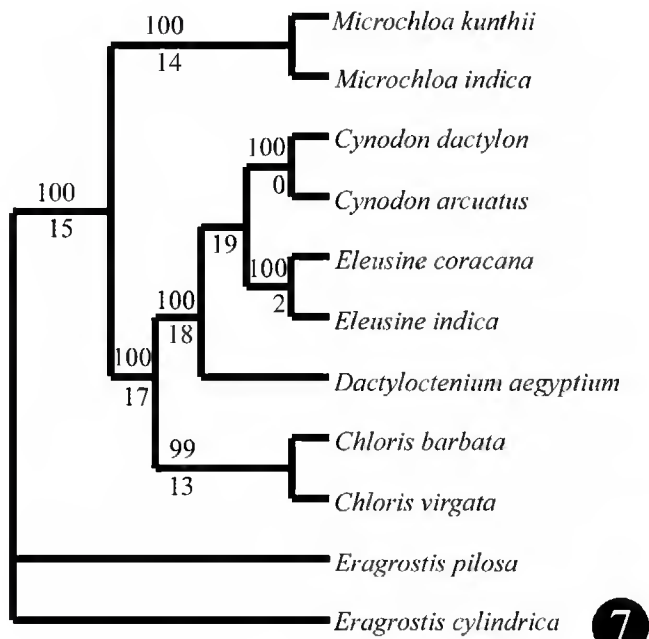 100
14
Microchloa kunthii
Microchloa indica
100
0
Cynodon dactylon
Cynodon arcuatus
100
15
19
100
2
Eleusine coracana
Eleusine indica
100
18
100
17
Dactyloctenium aegyptium
99
13
Chloris barbata
Chloris virgata
Eragrostis pilosa
Eragrostis cylindrica
7